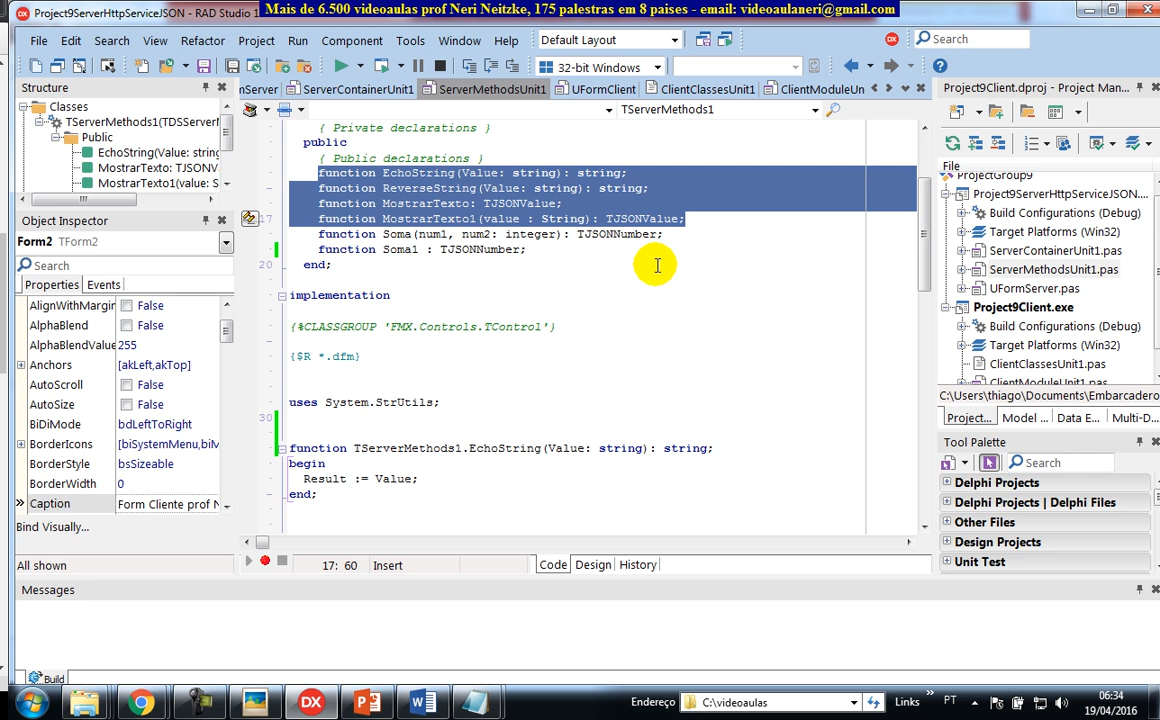 Mais de 6.500 videoaulas prof Neri Neitzke, 175 palestras em 8 paises - email: videoaulaneri@gmail.com
Project9ServerHttpServiceJSON - RAD Studio 1
File Edit Search View Refactor Project Run Component Tools Window Help
Default Layout
Search
32-bit Windows
Structure
Classes
TServerMethods1(TDSServerI
Public
EchoString(Value: string
MostrarTexto: TJSONV
MostrarTexto1(value: S
Object Inspector
Form2 TForm2
Search
Properties Events
AlignWithMargir False
AlphaBlend False
AlphaBlendValue 255
Anchors [akLeft,akTop]
AutoScroll False
AutoSize False
BiDiMode bdLeftToRight
BorderIcons [biSystemMenu,biM
BorderStyle bsSizeable
BorderWidth 0
Caption Form Cliente prof N
Bind Visually...
All shown
mServer ServerContainerUnit1 ServerMethodsUnit1 UFormClient ClientClassesUnit1 ClientModuleUn
TServerMethods1
{ Private declarations }
public
{ Public declarations }
function EchoString(Value: string): string;
function ReverseString(Value: string): string;
function MostrarTexto: TJSONValue;
17 function MostrarTexto1(value : String): TJSONValue;
function Soma(num1, num2: integer): TJSONNumber;
function Soma1 : TJSONNumber;
20 end;
implementation
{%CLASSGROUP 'FMX.Controls.TControl'}
{$R *.dfm}
uses System.StrUtils;
30
function TServerMethods1.EchoString(Value: string): string;
begin
Result := Value;
end;
17: 60 Insert
Code Design History
Project9Client.dproj - Project Man...
File
ProjectGroup9
Project9ServerHttpServiceJSON....
Build Configurations (Debug)
Target Platforms (Win32)
ServerContainerUnit1.pas
ServerMethodsUnit1.pas
UFormServer.pas
Project9Client.exe
Build Configurations (Debug)
Target Platforms (Win32)
ClientClassesUnit1.pas
ClientModuleUnit1.pas
C:\Users\thiago\Documents\Embarcadero
Project... Model ... Data E... Multi-D...
Tool Palette
Search
Delphi Projects
Delphi Projects | Delphi Files
Other Files
Design Projects
Unit Test
Messages
Build
Endereço C:\videoaulas
Links
PT
06:34
19/04/2016